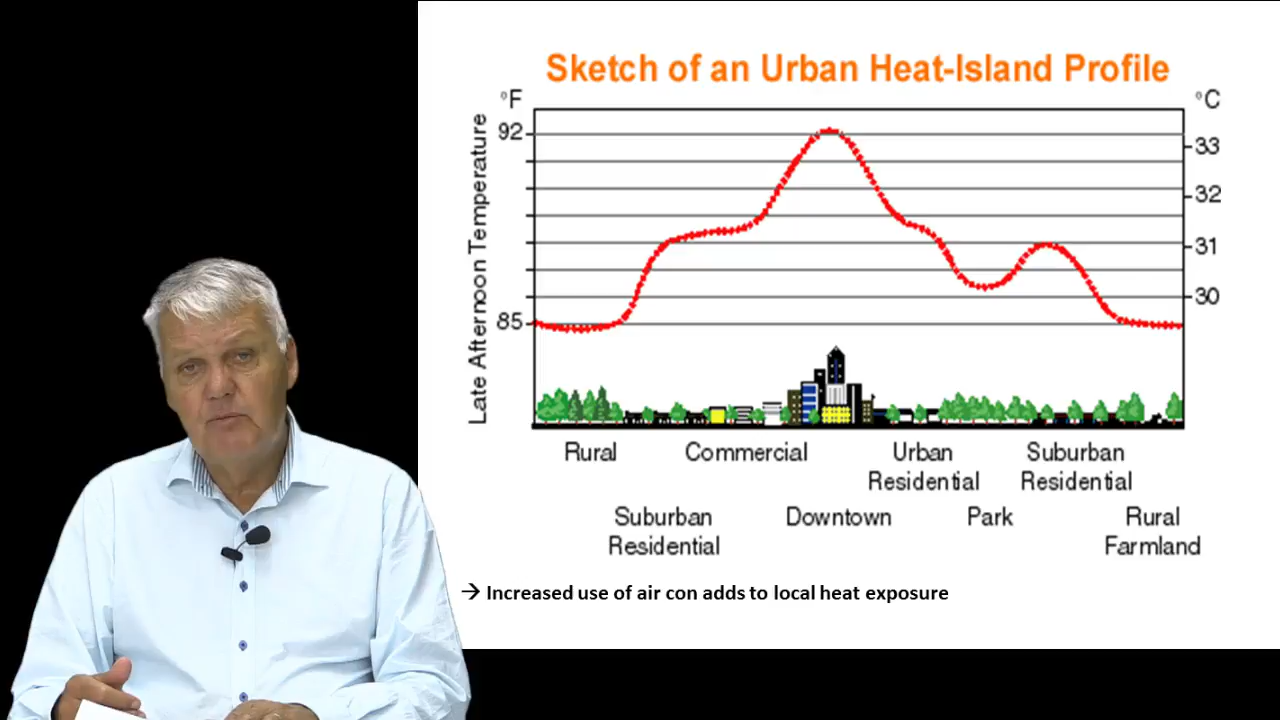 Sketch of an Urban Heat-Island Profile
°F
°C
Late Afternoon Temperature
92
85
33
32
31
30
Rural
Commercial
Urban
Residential
Suburban
Residential
Suburban
Residential
Downtown
Park
Rural
Farmland
→ Increased use of air con adds to local heat exposure